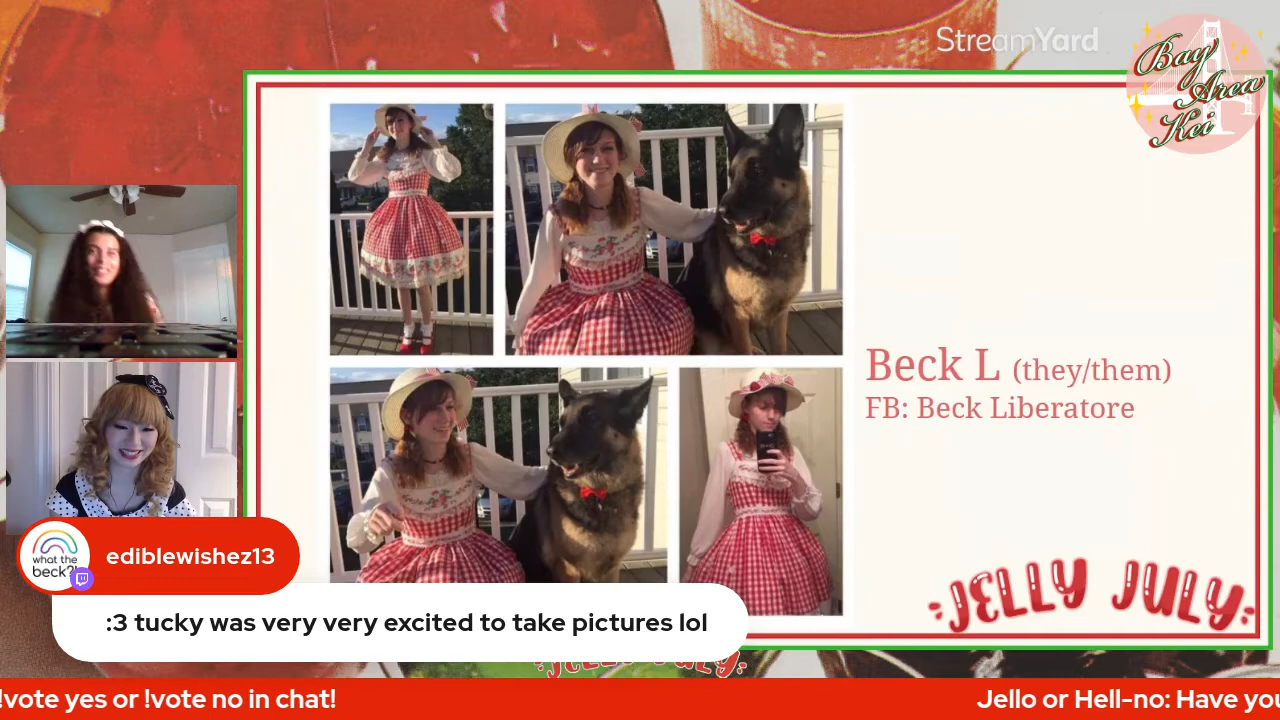 StreamYard
Bay
Area
Kei
Beck L (they/them)
FB: Beck Liberatore
what the
beck?!
ediblewishez13
:3 tucky was very very excited to take pictures lol
JELLY JULY
!vote yes or !vote no in chat!
Jello or Hell-no: Have you